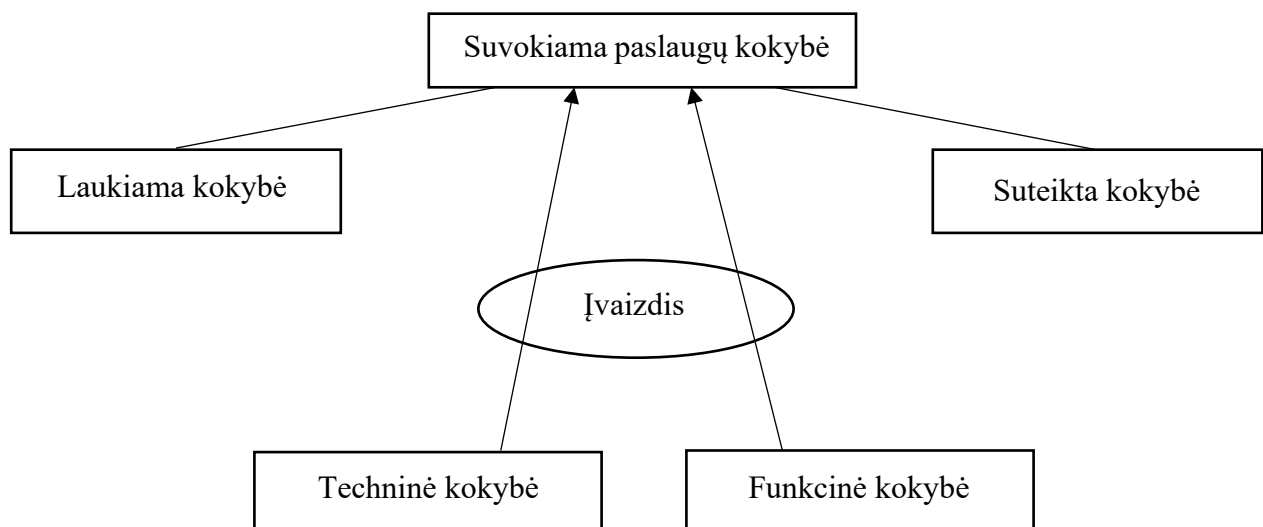 Suvokiama paslaugų kokybė
Laukiama kokybė
Suteikta kokybė
Įvaizdis
Techninė kokybė
Funkcinė kokybė